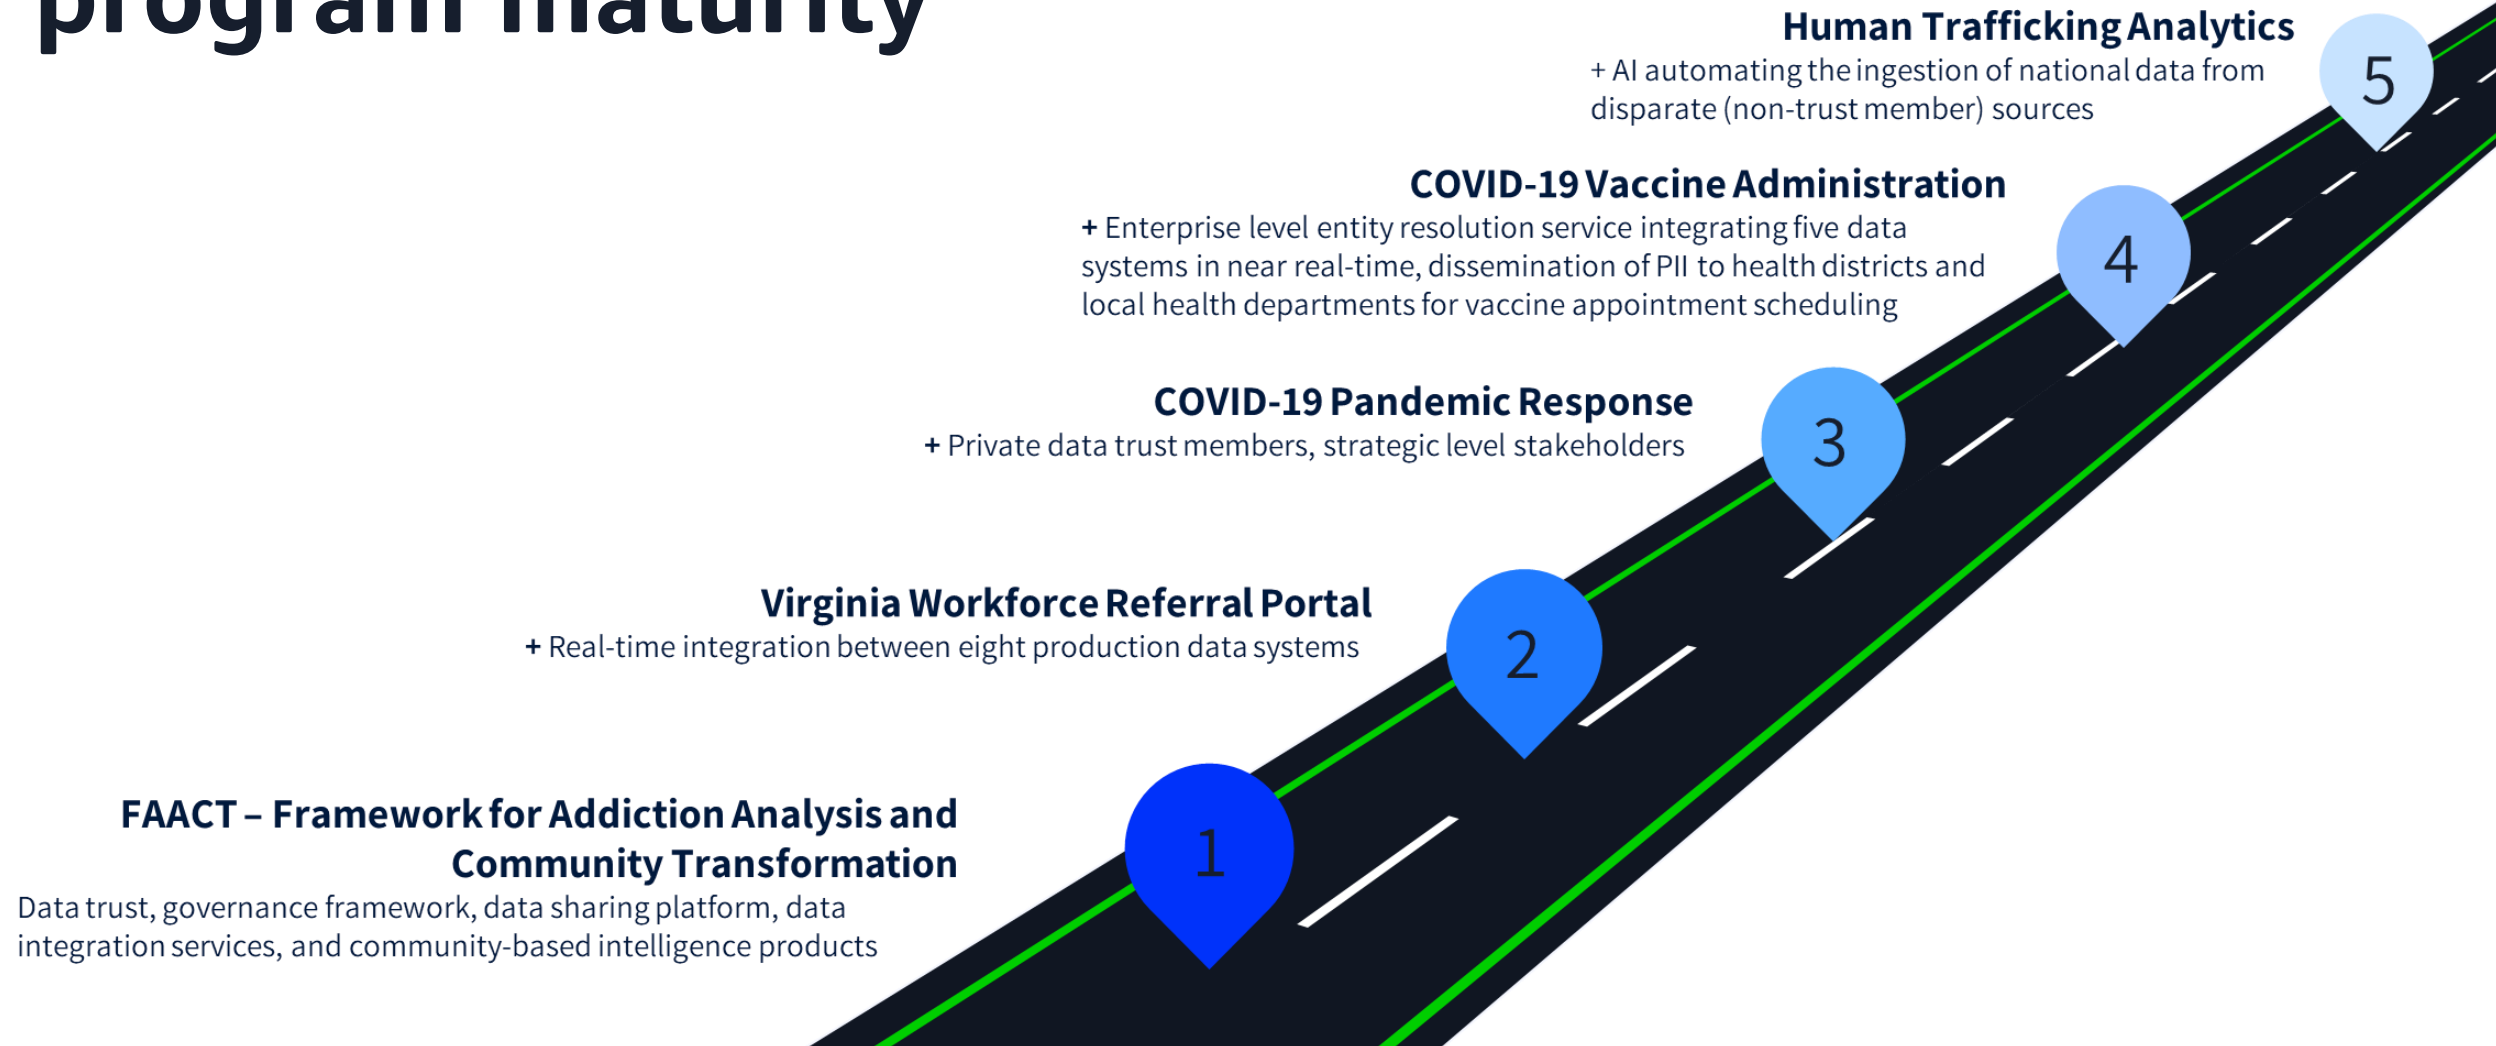 program maturity
Human Trafficking Analytics
+ AI automating the ingestion of national data from
disparate (non-trust member) sources
5
COVID-19 Vaccine Administration
+ Enterprise level entity resolution service integrating five data
systems in near real-time, dissemination of PII to health districts and
local health departments for vaccine appointment scheduling
4
COVID-19 Pandemic Response
+ Private data trust members, strategic level stakeholders
3
Virginia Workforce Referral Portal
+ Real-time integration between eight production data systems
2
FAACT – Framework for Addiction Analysis and
Community Transformation
Data trust, governance framework, data sharing platform, data
integration services, and community-based intelligence products
1